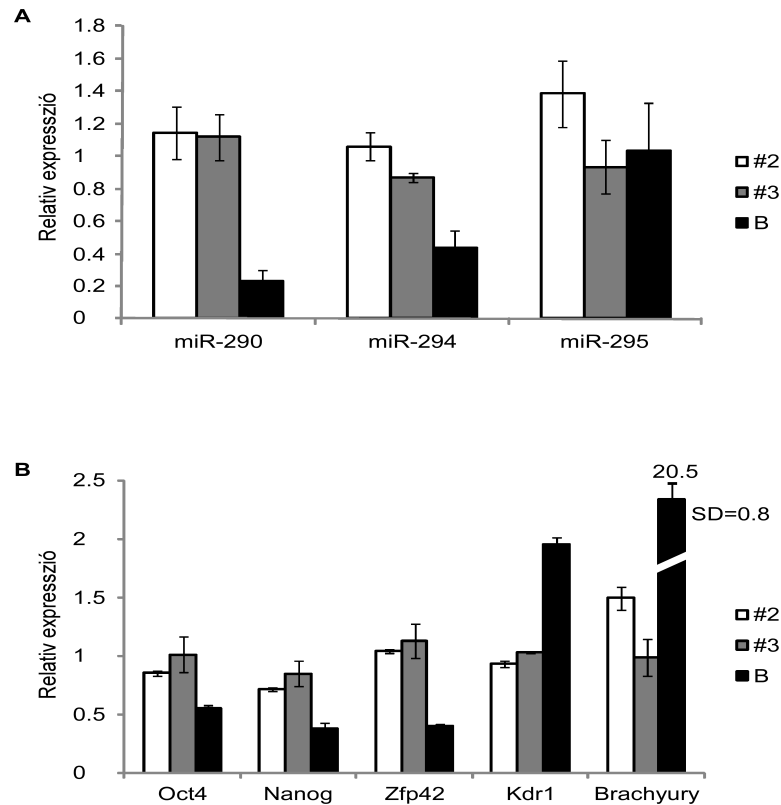 A
Relatív expresszió
1.8
1.6
1.4
1.2
1
0.8
0.6
0.4
0.2
0
miR-290 miR-294 miR-295
#2
#3
B
B
Relatív expresszió
2.5
2
1.5
1
0.5
0
20.5
SD=0.8
Oct4 Nanog Zfp42 Kdr1 Brachyury
#2
#3
B